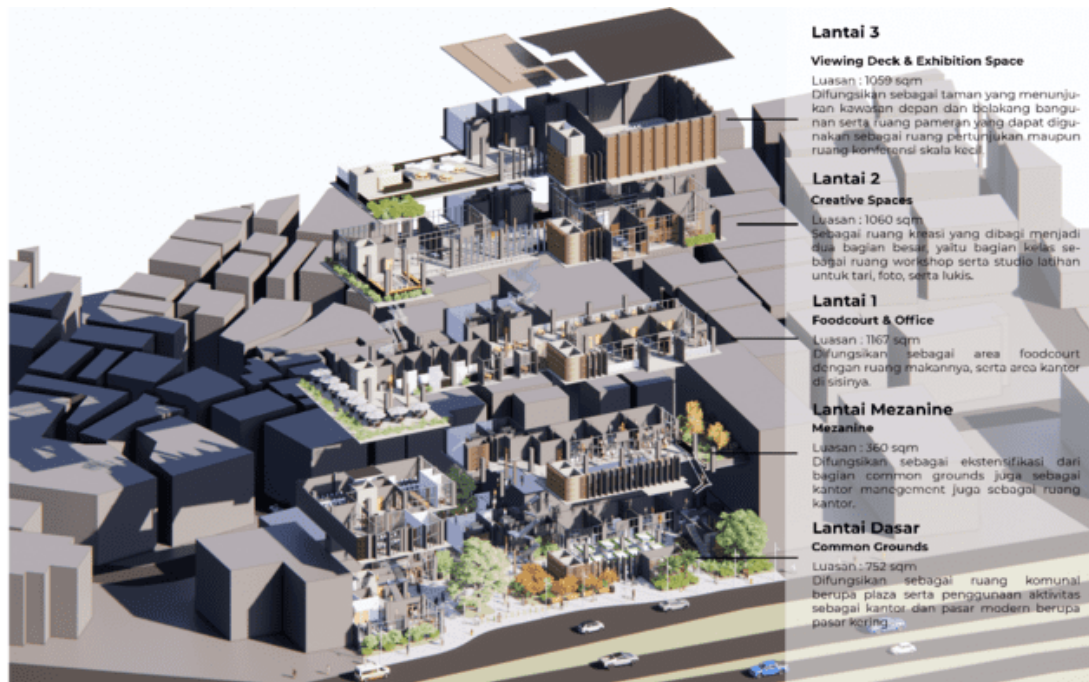 Lantai 3
Viewing Deck & Exhibition Space
Luasan : 1059 sqm
Difungsikan sebagai taman yang menunju-
kan kawasan depan dan belakang bangu-
nan serta ruang pameran yang dapat digu-
nakan sebagai ruang pertunjukan maupun
ruang konferensi skala kecil.
Lantai 2
Creative Spaces
Luasan : 1060 sqm
Sebagai ruang kreasi yang dibagi menjadi
dua bagian besar, yaitu bagian kelas se-
bagai ruang workshop serta studio latihan
untuk tari, foto, serta lukis.
Lantai 1
Foodcourt & Office
Luasan : 1167 sqm
Difungsikan sebagai area foodcourt
dengan ruang makannya, serta area kantor
di sisinya.
Lantai Mezanine
Mezanine
Luasan : 360 sqm
Difungsikan sebagai ekstensifikasi dari
bagian common grounds juga sebagai
kantor manegement juga sebagai ruang
kantor.
Lantai Dasar
Common Grounds
Luasan : 752 sqm
Difungsikan sebagai ruang komunal
berupa plaza serta penggunaan aktivitas
sebagai kantor dan pasar modern berupa
pasar kering